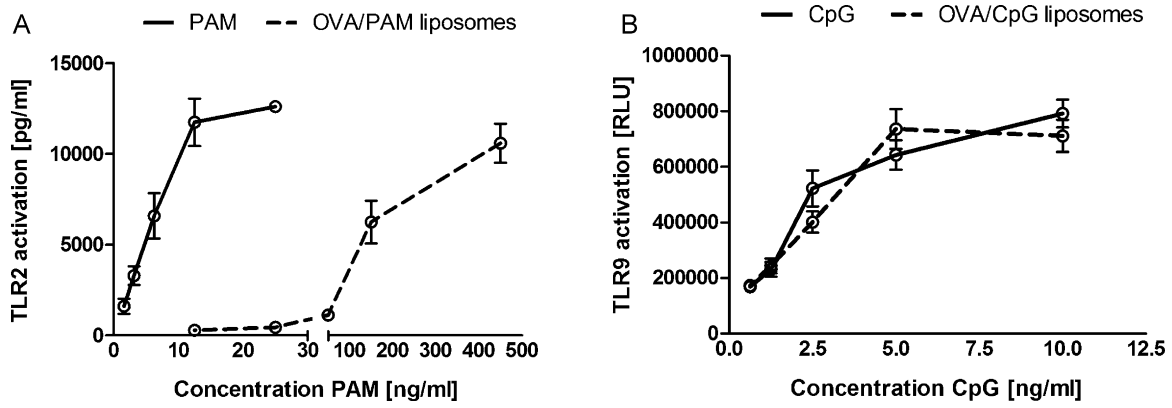 A
PAM
OVA/PAM liposomes
15000
10000
5000
0
TLR2 activation [pg/ml]
0 10 20 30 100 200 300 400 500
Concentration PAM [ng/ml]
B
CpG
OVA/CpG liposomes
1000000
800000
600000
400000
200000
0
TLR9 activation [RLU]
0.0 2.5 5.0 7.5 10.0 12.5
Concentration CpG [ng/ml]